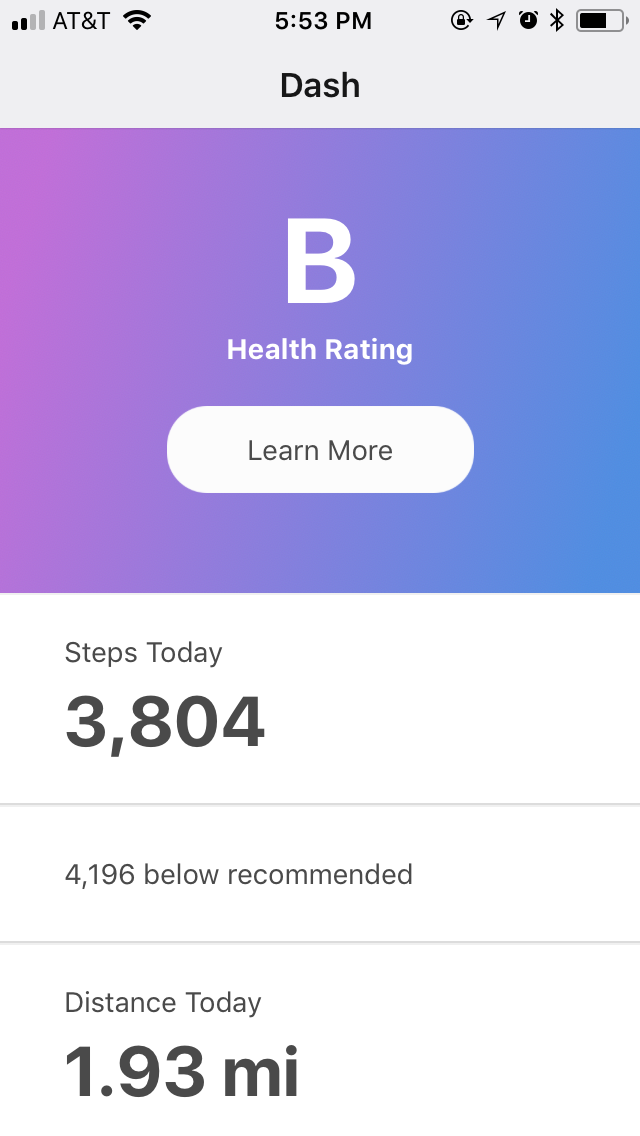 AT&T 5:53 PM
Dash
B
Health Rating
Learn More
Steps Today
3,804
4,196 below recommended
Distance Today
1.93 mi